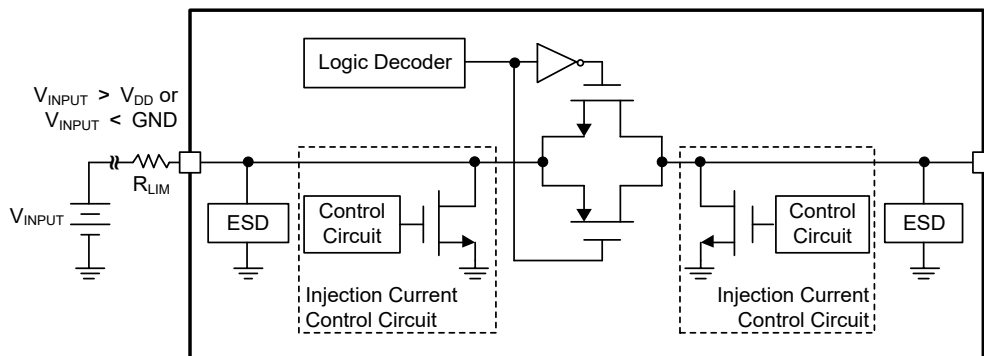 Logic Decoder
V_INPUT > V_DD or
V_INPUT < GND
R_LIM
V_INPUT
ESD
Control
Circuit
Injection Current
Control Circuit
Control
Circuit
ESD
Injection Current
Control Circuit